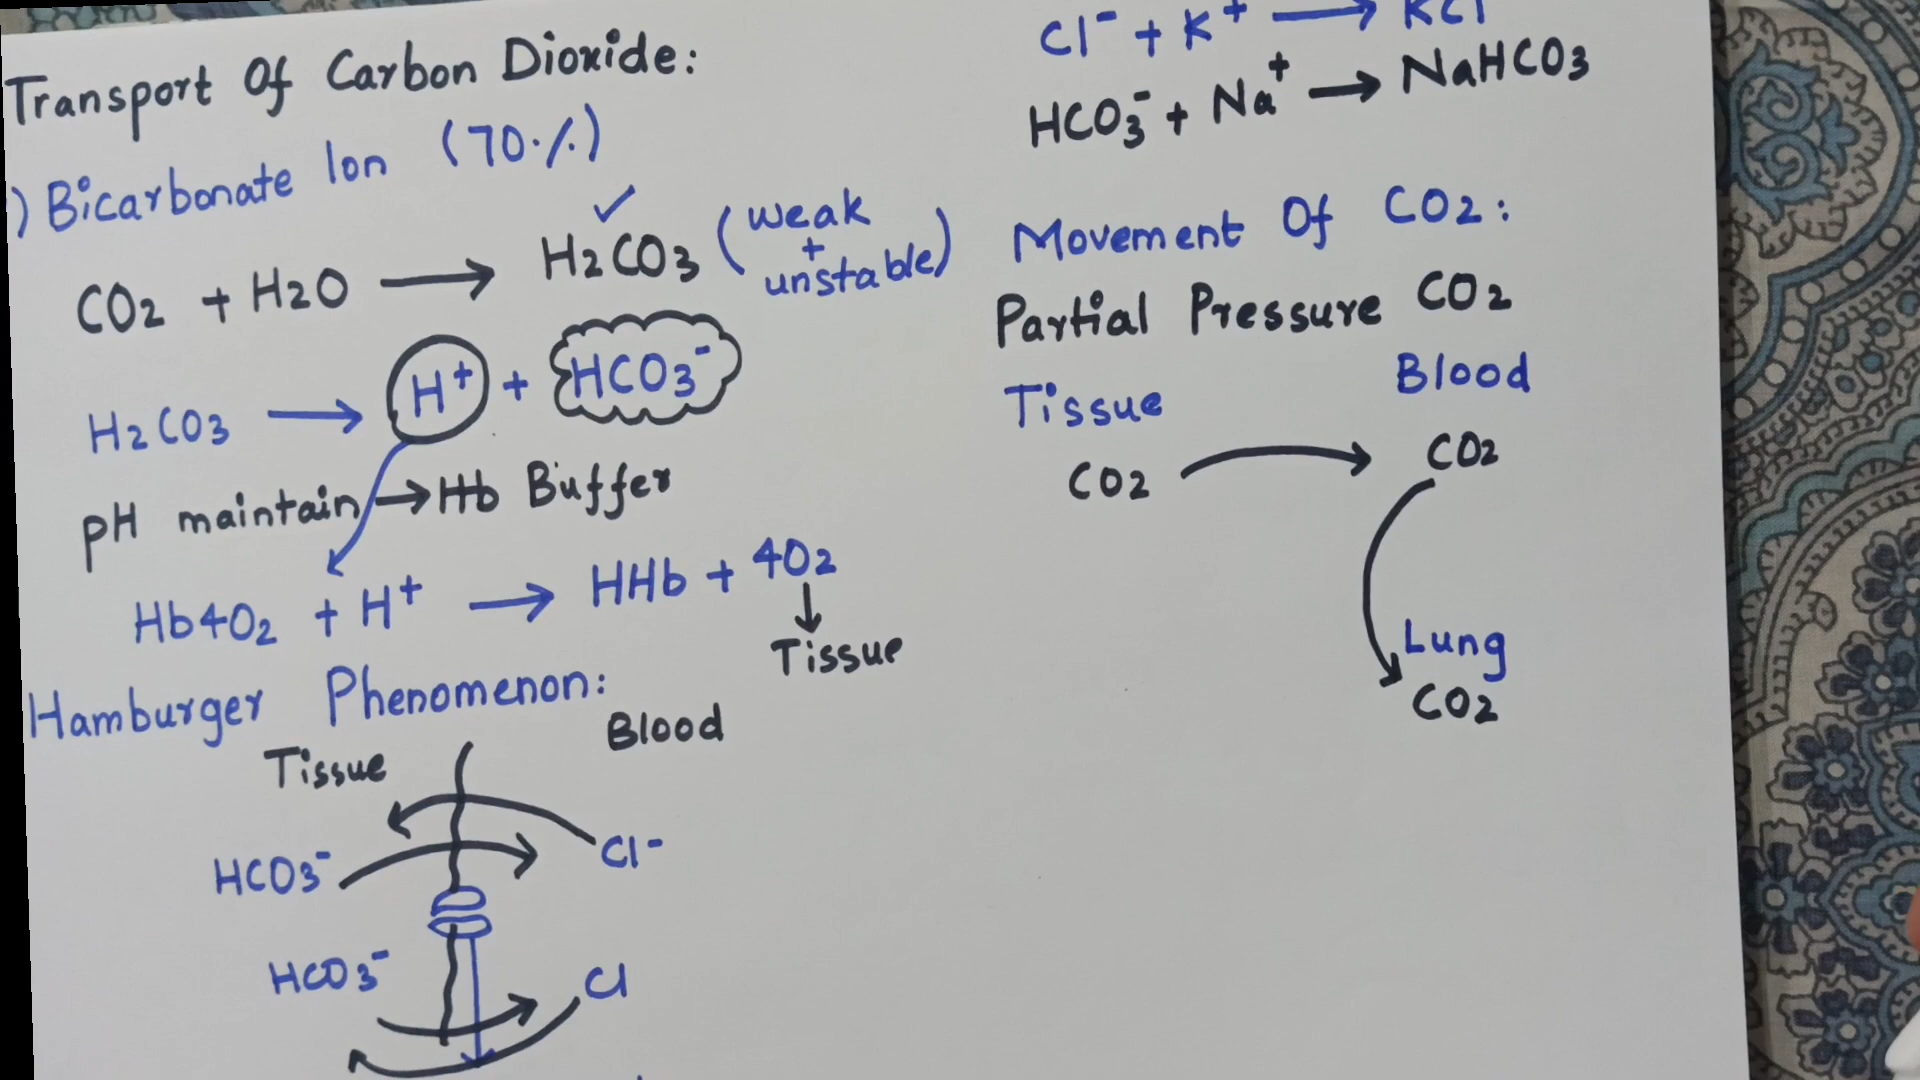 Transport Of Carbon Dioxide:
) Bicarbonate Ion (70%)
CO2 + H2O → H2CO3 ✓ (weak + unstable)
H2CO3 → H+ + HCO3-
pH maintain → Hb Buffer
Hb4O2 + H+ → HHb + 4O2
↓
Tissue
Hamburger Phenomenon:
Tissue Blood
HCO3- Cl-
HCO3- Cl
Cl- + K+ → KCl
HCO3- + Na+ → NaHCO3
Movement Of CO2:
Partial Pressure CO2
Tissue Blood
CO2 → CO2
Lung
CO2